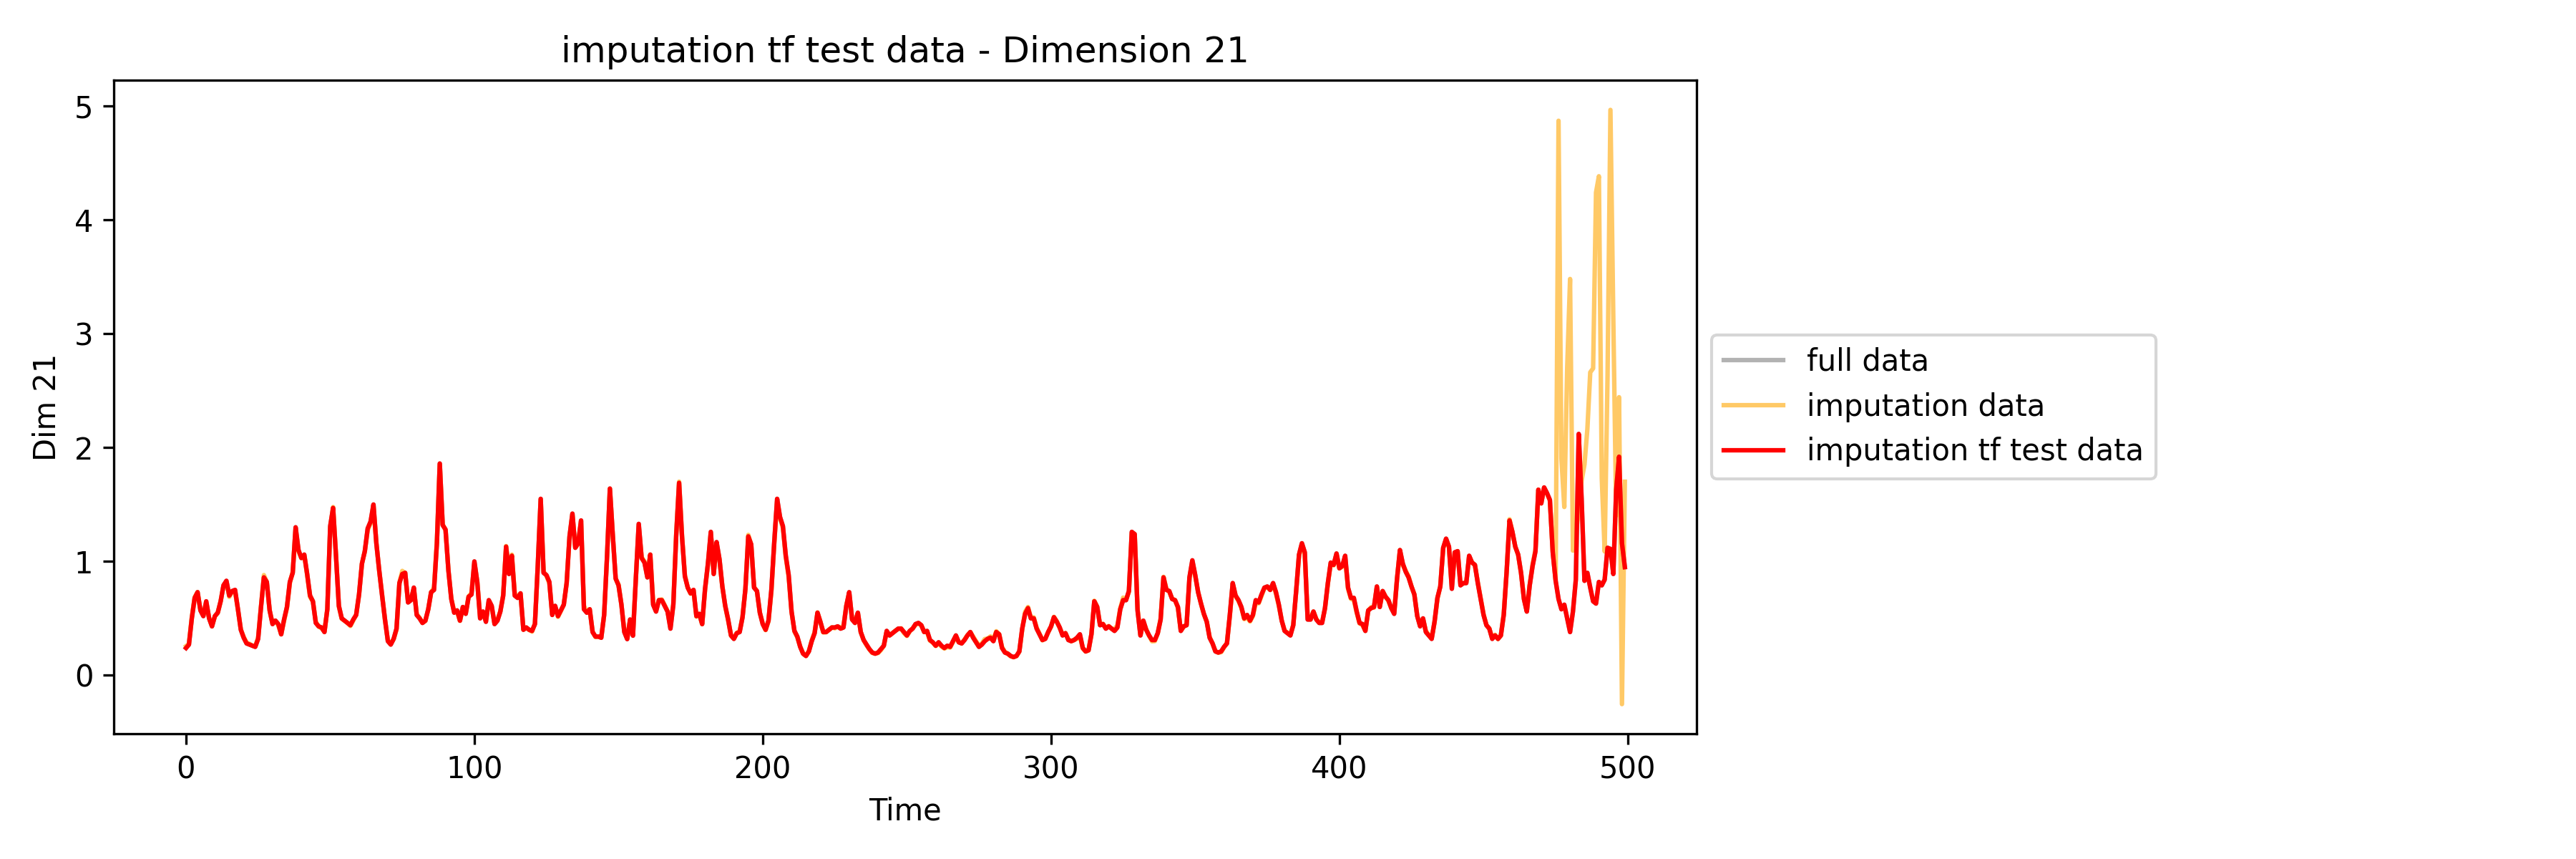 imputation tf test data - Dimension 21
5
4
3
2
1
0
Dim 21
0 100 200 300 400 500
Time
full data
imputation data
imputation tf test data